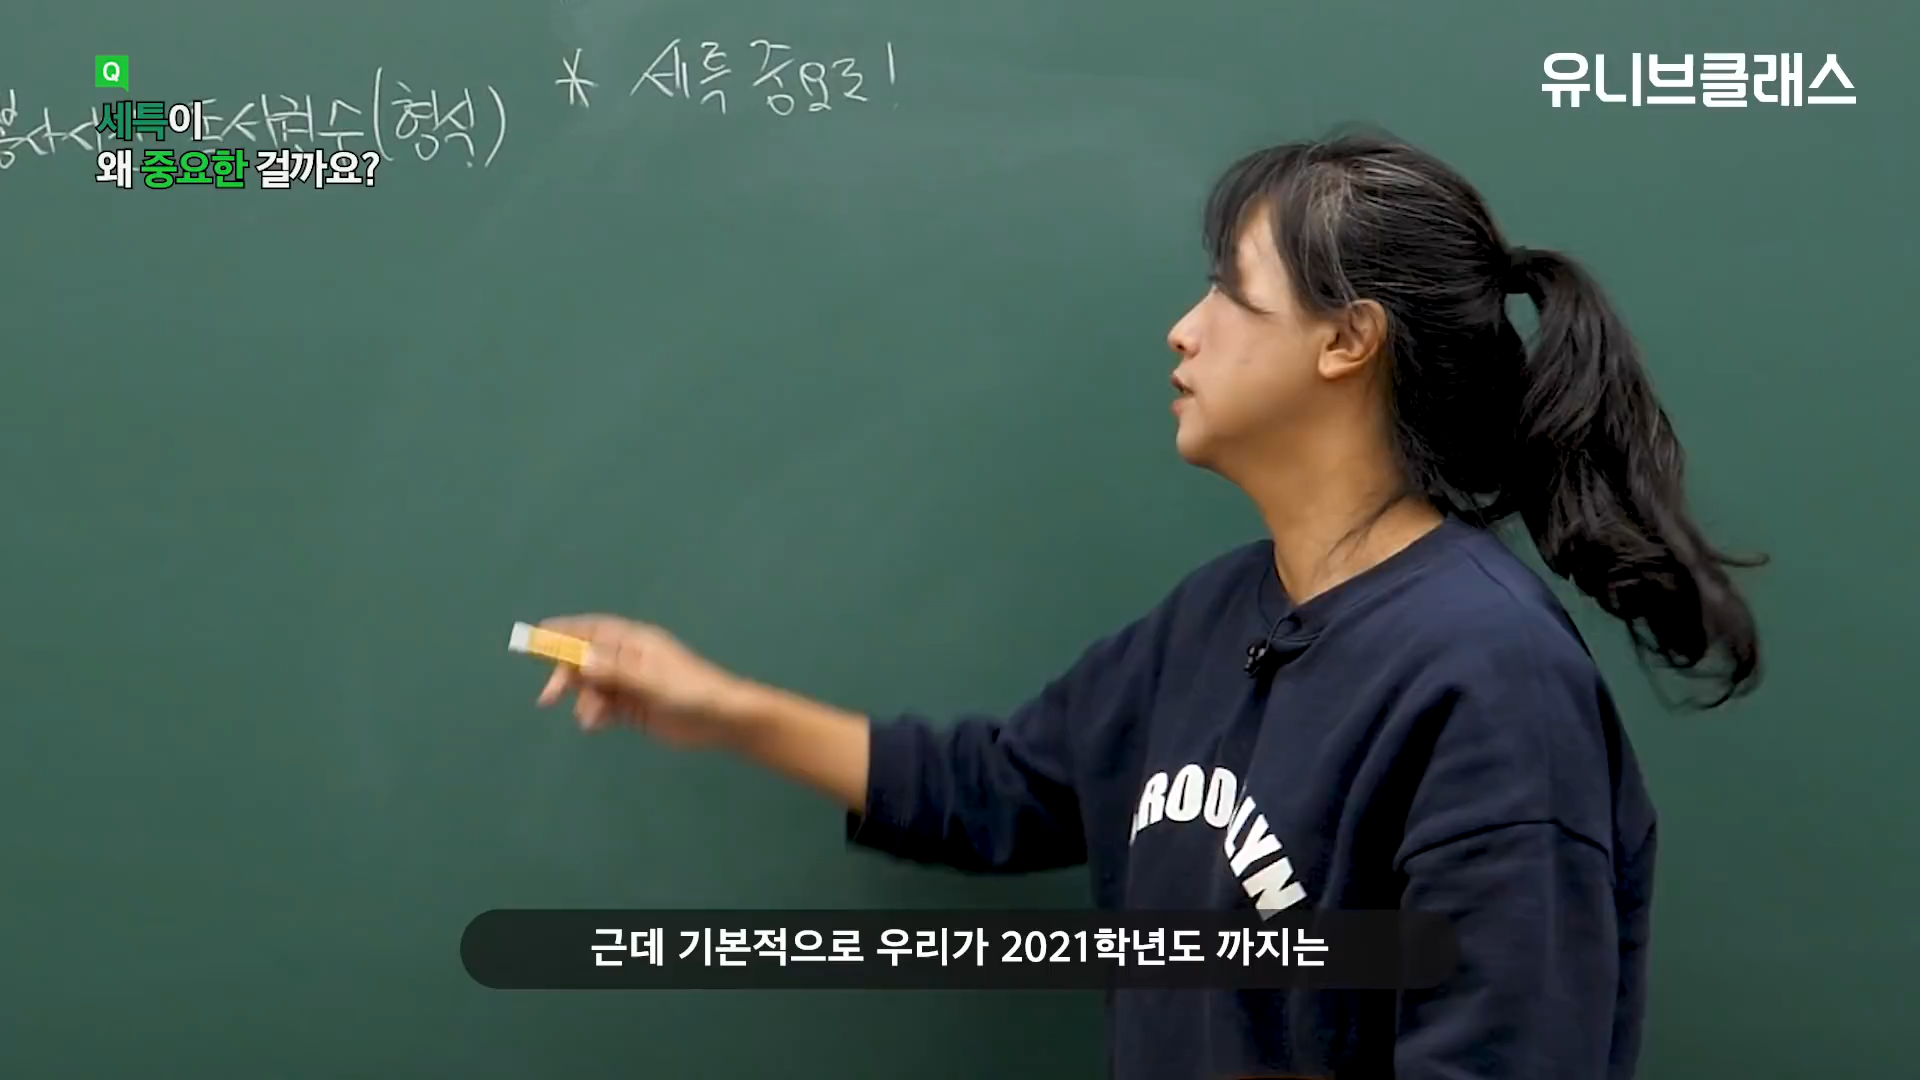 Q
세특이
왜 중요한 걸까요?
* 세특 중요!
수(형식)
유니브클래스
ROOLYN
근데 기본적으로 우리가 2021학년도 까지는